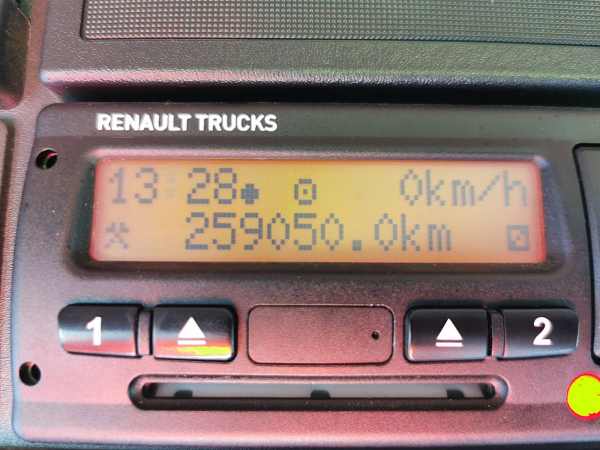 RENAULT TRUCKS
13:28 0km/h
259050.0km
1 2